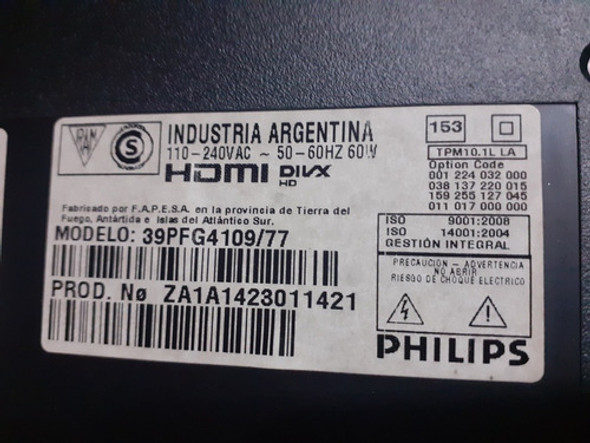 IRAM
S
INDUSTRIA ARGENTINA
110-240VAC ~ 50-60HZ 60W
HDMI DIVX
HD
153
TPM10.1L LA
Option Code
001 224 032 000
038 137 220 015
159 255 127 045
011 017 000 000
Fabricado por F.A.P.E.S.A. en la provincia de Tierra del
Fuego, Antártida e Islas del Atlántico Sur.
MODELO: 39PFG4109/77
PROD. Nø ZA1A1423011421
ISO 9001:2008
ISO 14001:2004
GESTIÓN INTEGRAL
PRECAUCIÓN - ADVERTENCIA
NO ABRIR
RIESGO DE CHOQUE ELECTRICO
PHILIPS